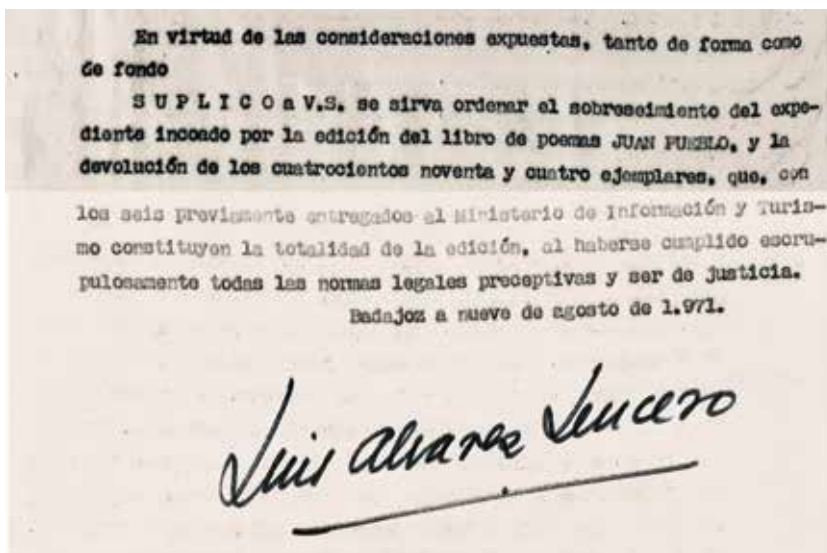 En virtud de las consideraciones expuestas, tanto de forma como
de fondo
S U P L I C O a V.S. se sirva ordenar el sobreseimiento del expe-
diente incoado por la edición del libro de poemas JUAN PUEBLO, y la
devolución de los cuatrocientos noventa y cuatro ejemplares, que, con
los seis previamente entregados al Ministerio de Información y Turis-
mo constituyen la totalidad de la edición, al haberse cumplido escru-
pulosamente todas las normas legales preceptivas y ser de justicia.
Badajoz a nueve de agosto de 1.971.
Luis Alvarez Lencero